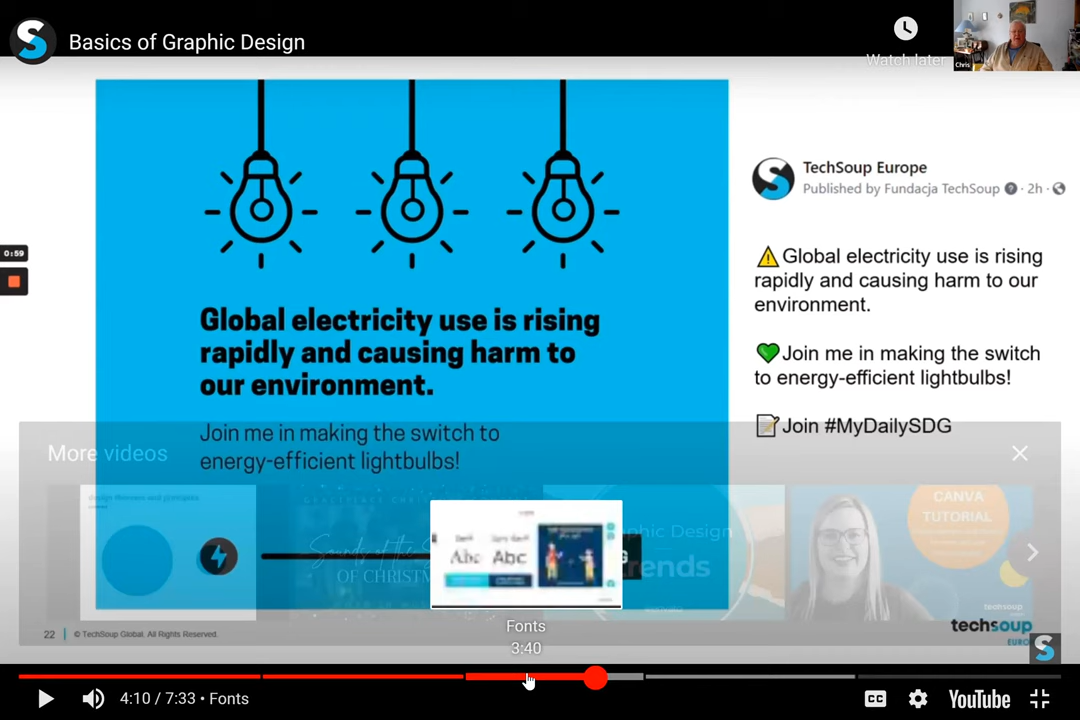 Basics of Graphic Design
Watch later
Chris
TechSoup Europe
Published by Fundacja TechSoup · 2h ·
0:59
Global electricity use is rising
rapidly and causing harm to
our environment.
Join me in making the switch to
energy-efficient lightbulbs!
⚠️Global electricity use is rising
rapidly and causing harm to our
environment.
💚Join me in making the switch
to energy-efficient lightbulbs!
📝Join #MyDailySDG
More videos
OF CHRISTM
Abc
Abc
Graphic Design
Trends
CANVA
TUTORIAL
techsoup
techsoup
EURO
22 | © TechSoup Global. All Rights Reserved.
Fonts
3:40
4:10 / 7:33 • Fonts
CC
YouTube